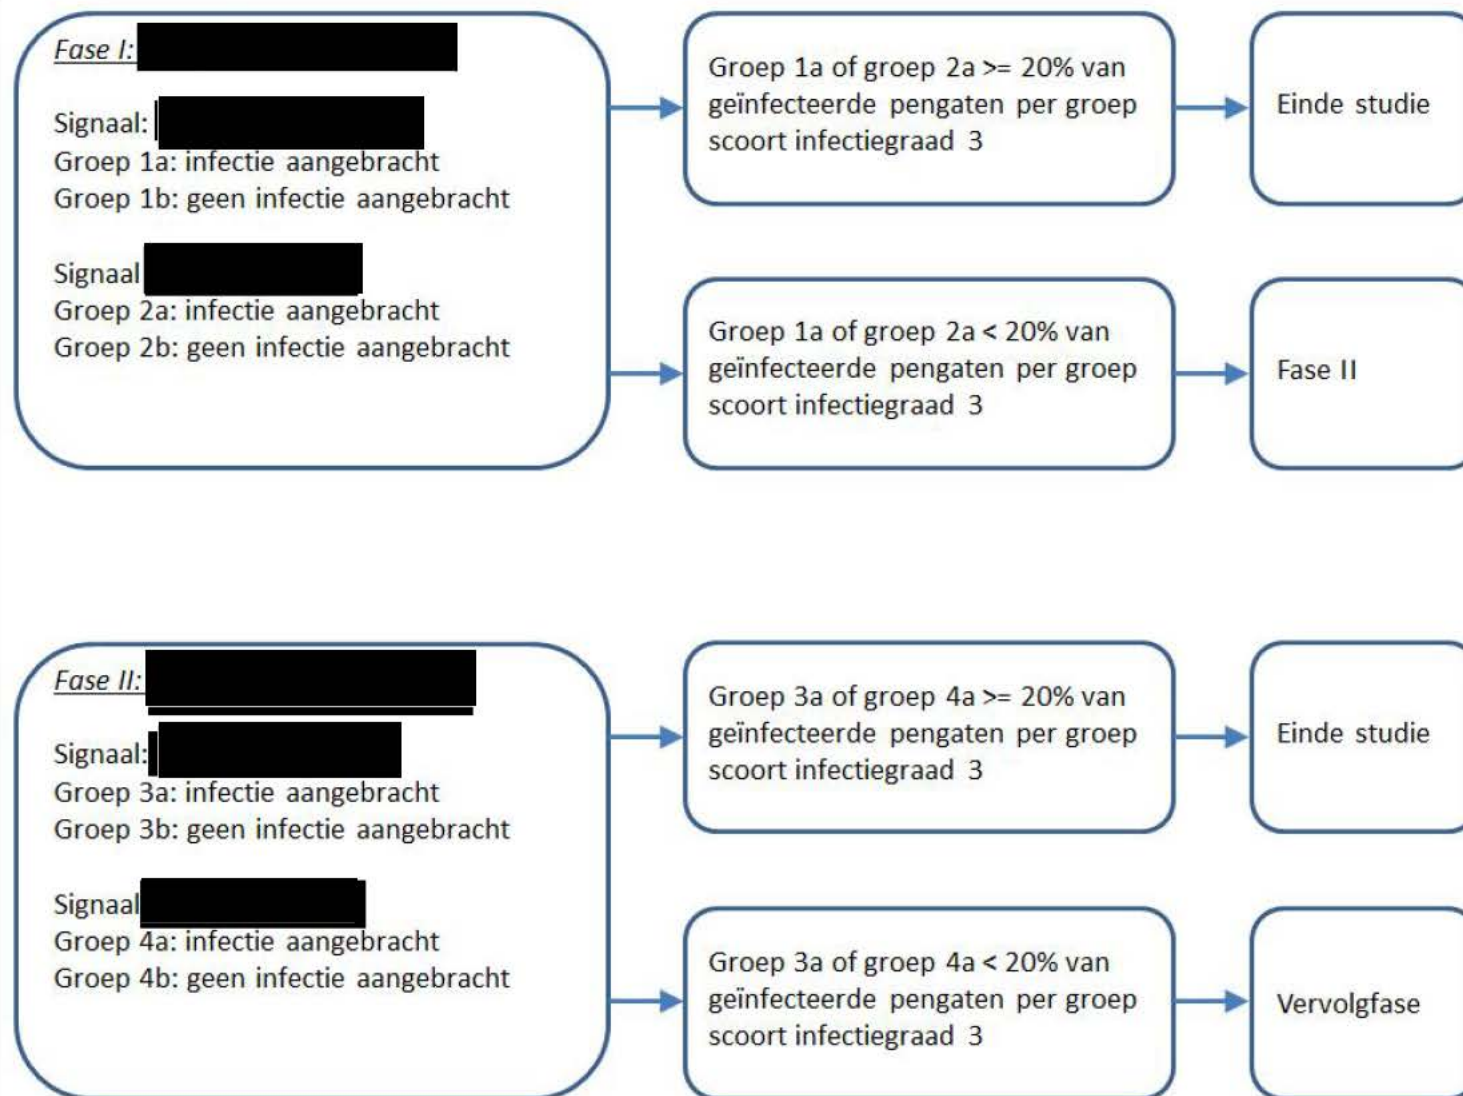 Fase I:
Signaal:
Groep 1a: infectie aangebracht
Groep 1b: geen infectie aangebracht
Signaal
Groep 2a: infectie aangebracht
Groep 2b: geen infectie aangebracht
Groep 1a of groep 2a >= 20% van
geïnfecteerde pengaten per groep
scoort infectiegraad 3
Einde studie
Groep 1a of groep 2a < 20% van
geïnfecteerde pengaten per groep
scoort infectiegraad 3
Fase II
Fase II:
Signaal:
Groep 3a: infectie aangebracht
Groep 3b: geen infectie aangebracht
Signaal
Groep 4a: infectie aangebracht
Groep 4b: geen infectie aangebracht
Groep 3a of groep 4a >= 20% van
geïnfecteerde pengaten per groep
scoort infectiegraad 3
Einde studie
Groep 3a of groep 4a < 20% van
geïnfecteerde pengaten per groep
scoort infectiegraad 3
Vervolgfase